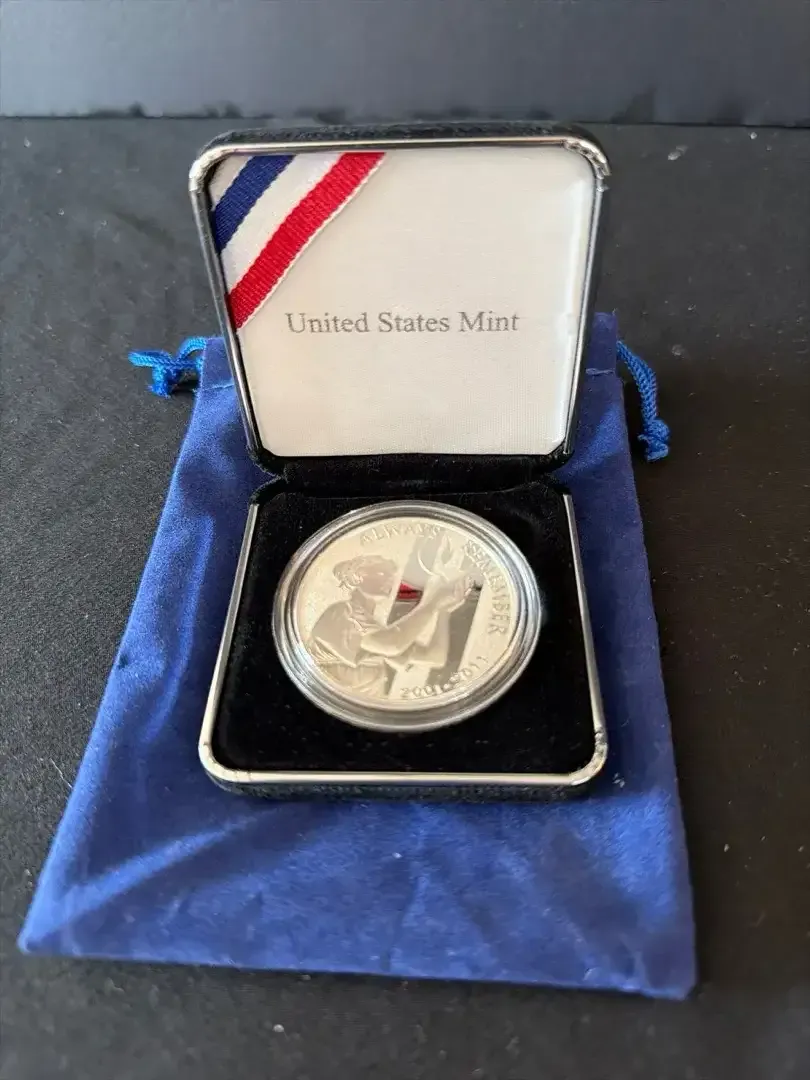 United States Mint
ALWAYS REMEMBER
2001-2011